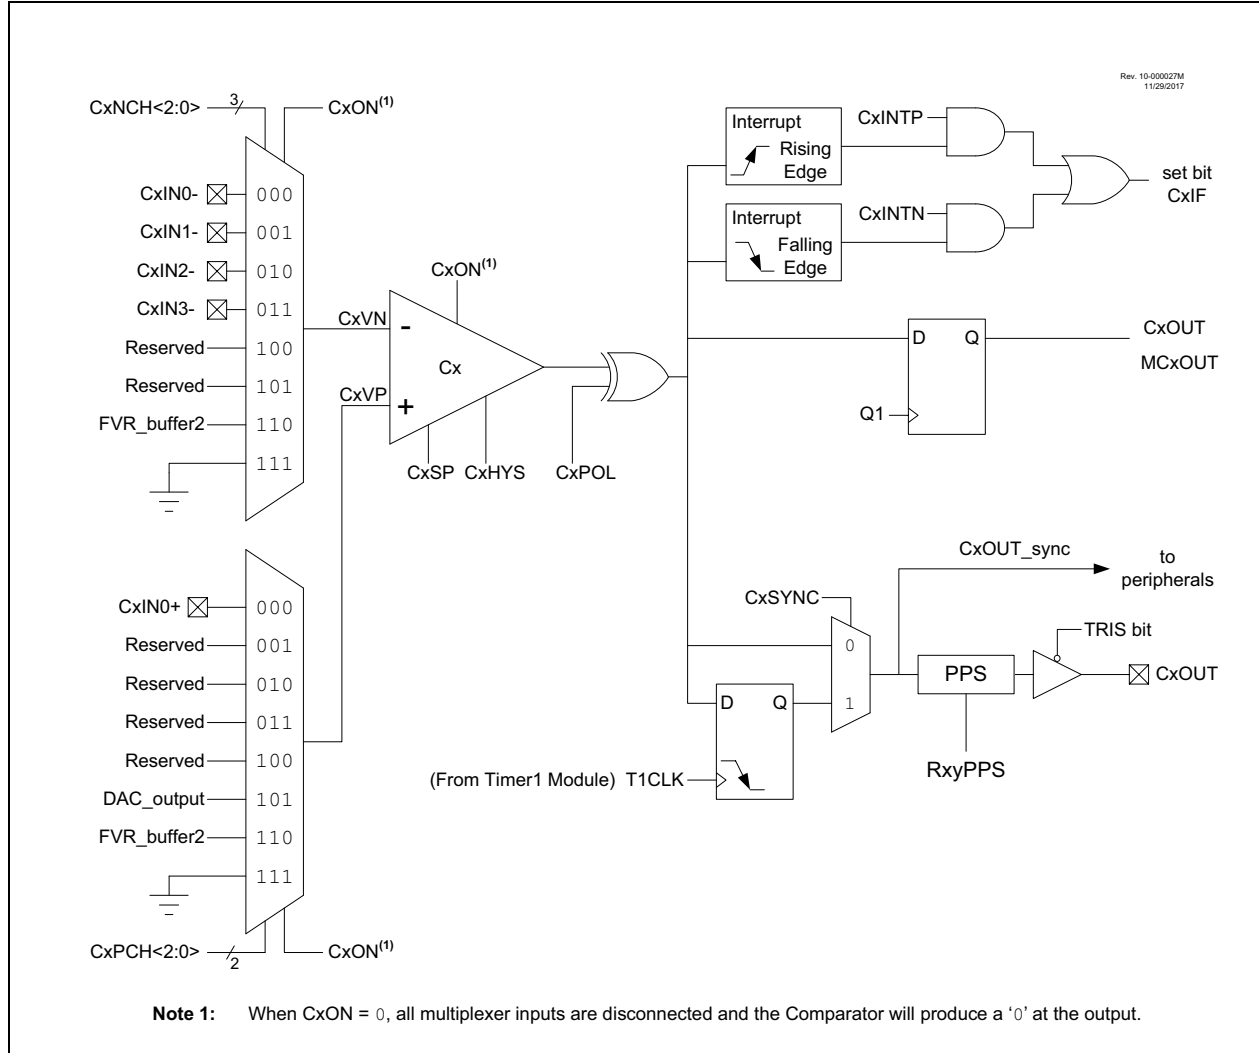 Rev. 10-000027M
11/29/2017
CxNCH<2:0>
3
CxON(1)
CxIN0-
000
CxIN1-
001
CxIN2-
010
CxIN3-
011
Reserved
100
Reserved
101
FVR_buffer2
110
111
CxVN
CxVP
CxON(1)
-
Cx
+
CxSP
CxHYS
CxPOL
Interrupt
Rising
Edge
CxINTP
Interrupt
Falling
Edge
CxINTN
set bit
CxIF
D Q
Q1
CxOUT
MCxOUT
CxIN0+
000
Reserved
001
Reserved
010
Reserved
011
Reserved
100
DAC_output
101
FVR_buffer2
110
111
CxPCH<2:0>
2
CxON(1)
CxOUT_sync
to
peripherals
CxSYNC
0
1
D Q
(From Timer1 Module) T1CLK
PPS
RxyPPS
TRIS bit
CxOUT
Note 1: When CxON = 0, all multiplexer inputs are disconnected and the Comparator will produce a ‘0’ at the output.